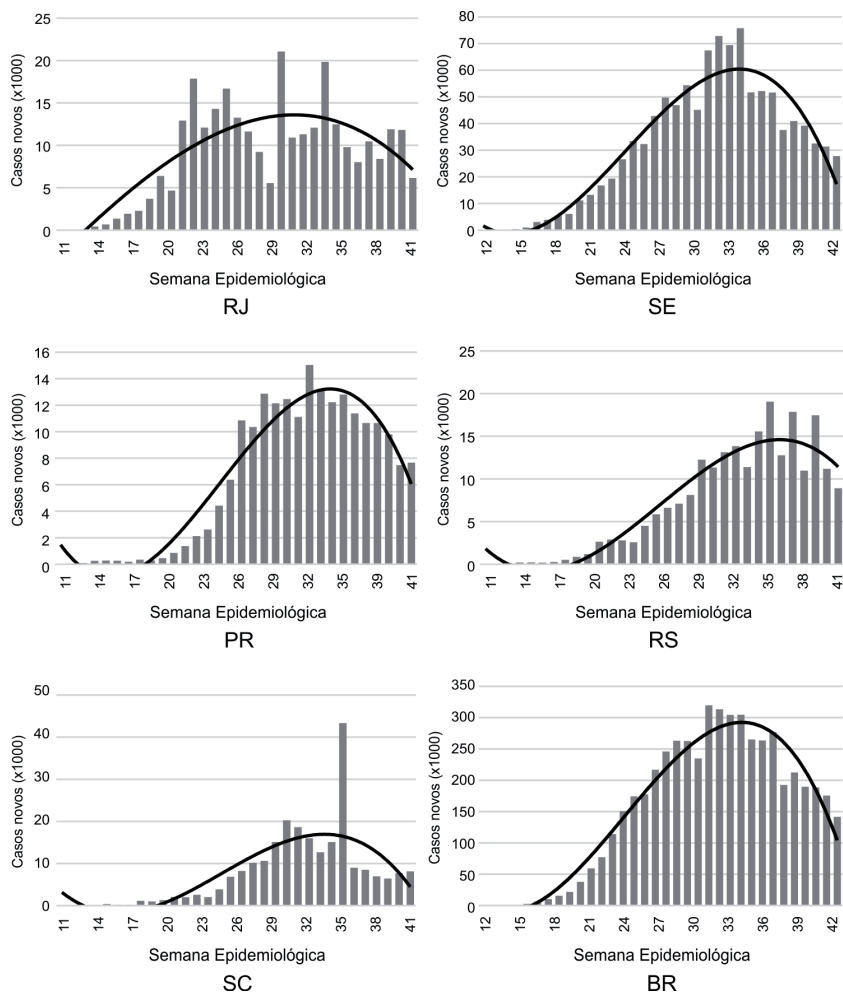 Casos novos (x1000)
25
20
15
10
5
0
11 14 17 20 23 26 29 32 35 38 41
Semana Epidemiológica
RJ
Casos novos (x1000)
80
70
60
50
40
30
20
10
0
12 15 18 21 24 27 30 33 36 39 42
Semana Epidemiológica
SE
Casos novos (x1000)
16
14
12
10
8
6
4
2
0
11 14 17 20 23 26 29 32 35 39 41
Semana Epidemiológica
PR
Casos novos (x1000)
25
20
15
10
5
0
11 14 17 20 23 26 29 32 35 38 41
Semana Epidemiológica
RS
Casos novos (x1000)
50
40
30
20
10
0
11 14 17 20 23 26 29 32 35 38 41
Semana Epidemiológica
SC
Casos novos (x1000)
350
300
250
200
150
100
50
0
12 15 18 21 24 27 30 33 36 39 42
Semana Epidemiológica
BR